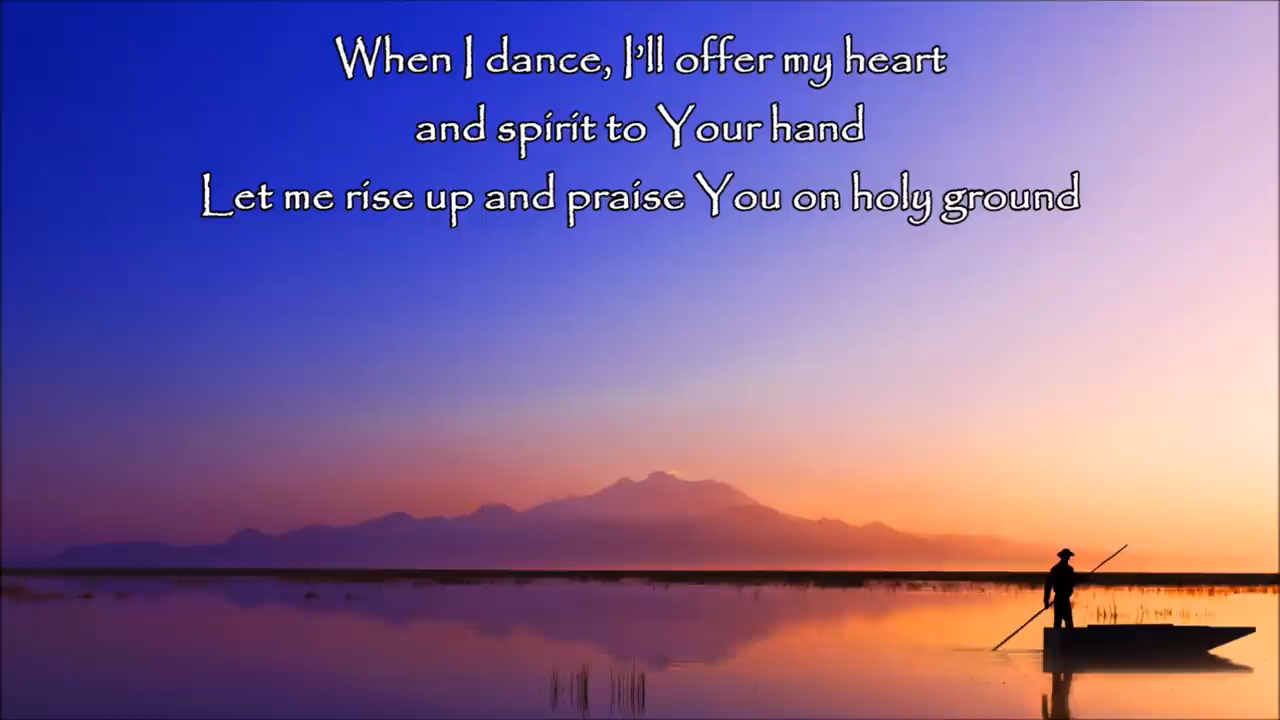 When I dance, I'll offer my heart
and spirit to Your hand
Let me rise up and praise You on holy ground